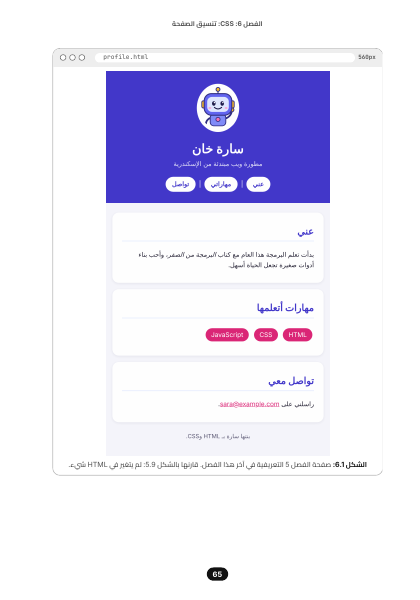 الفصل 6: CSS: تنسيق الصفحة
profile.html
560px
سارة خان
مطورة ويب مبتدئة من الإسكندرية
عني | مهاراتي | تواصل
عني
بدأت تعلم البرمجة هذا العام مع كتاب البرمجة من الصفر، وأحب بناء
أدوات صغيرة تجعل الحياة أسهل.
مهارات أتعلمها
HTML CSS JavaScript
تواصل معي
راسلني على sara@example.com.
بنتها سارة بـ HTML وCSS.
الشكل 6.1: صفحة الفصل 5 التعريفية في آخر هذا الفصل. قارنها بالشكل 5.9: لم يتغير في HTML شيء.
65